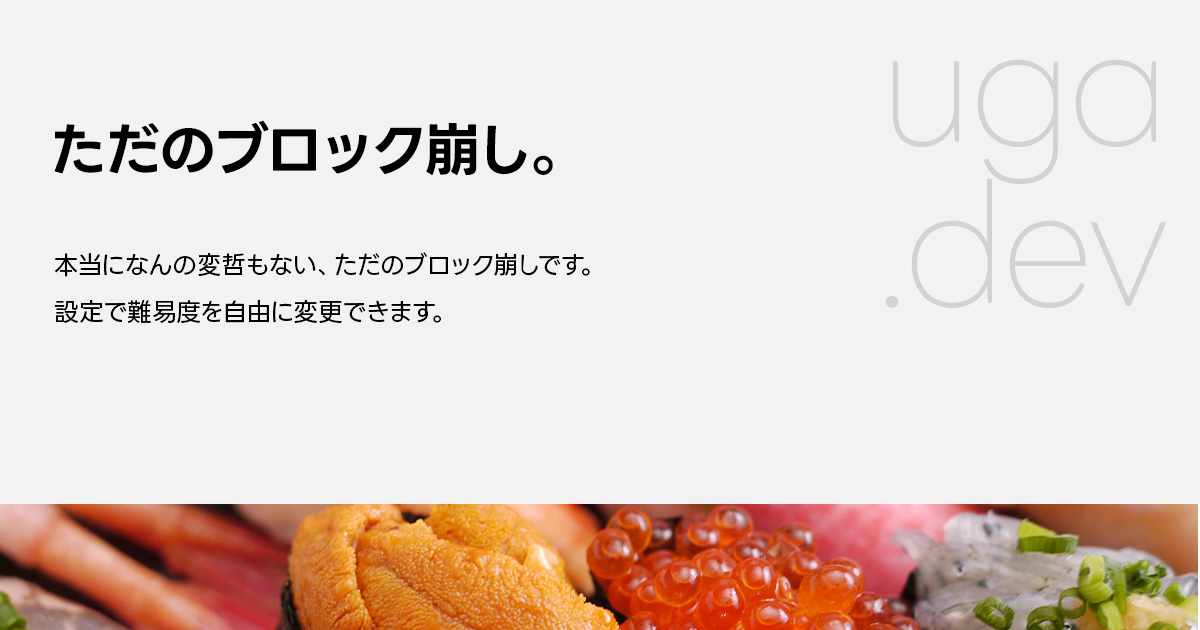 ただのブロック崩し。
本当になんの変哲もない、ただのブロック崩しです。
設定で難易度を自由に変更できます。
uga
.dev